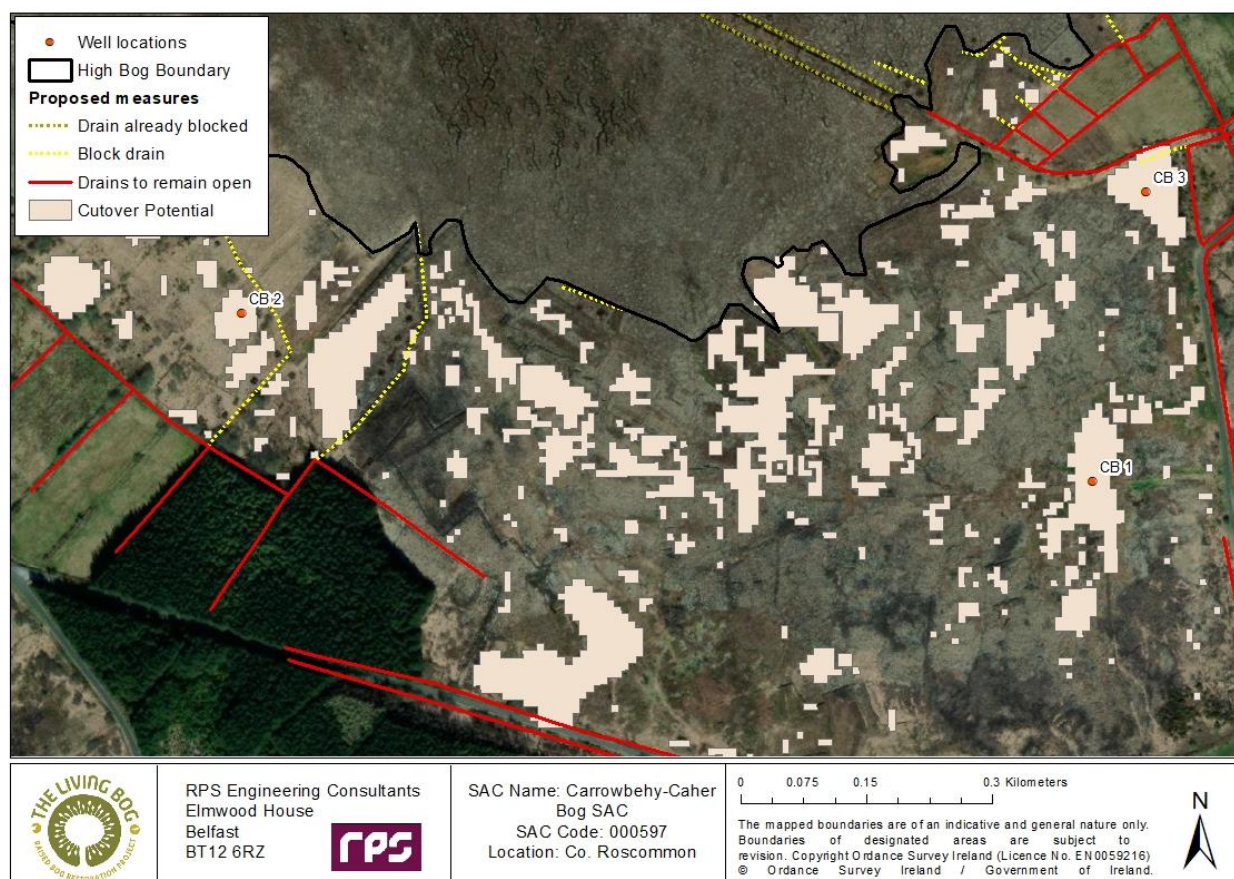 Well locations
High Bog Boundary
Proposed measures
Drain already blocked
Block drain
Drains to remain open
Cutover Potential
CB 3
CB 2
CB 1
THE LIVING BOG
RAISED BOG RESTORATION PROJECT
RPS Engineering Consultants
Elmwood House
Belfast
BT12 6RZ
rps
SAC Name: Carrowbehy-Caher
Bog SAC
SAC Code: 000597
Location: Co. Roscommon
0 0.075 0.15 0.3 Kilometers
The mapped boundaries are of an indicative and general nature only.
Boundaries of designated areas are subject to
revision. Copyright Ordance Survey Ireland (Licence No. EN0059216)
© Ordance Survey Ireland / Government of Ireland.
N